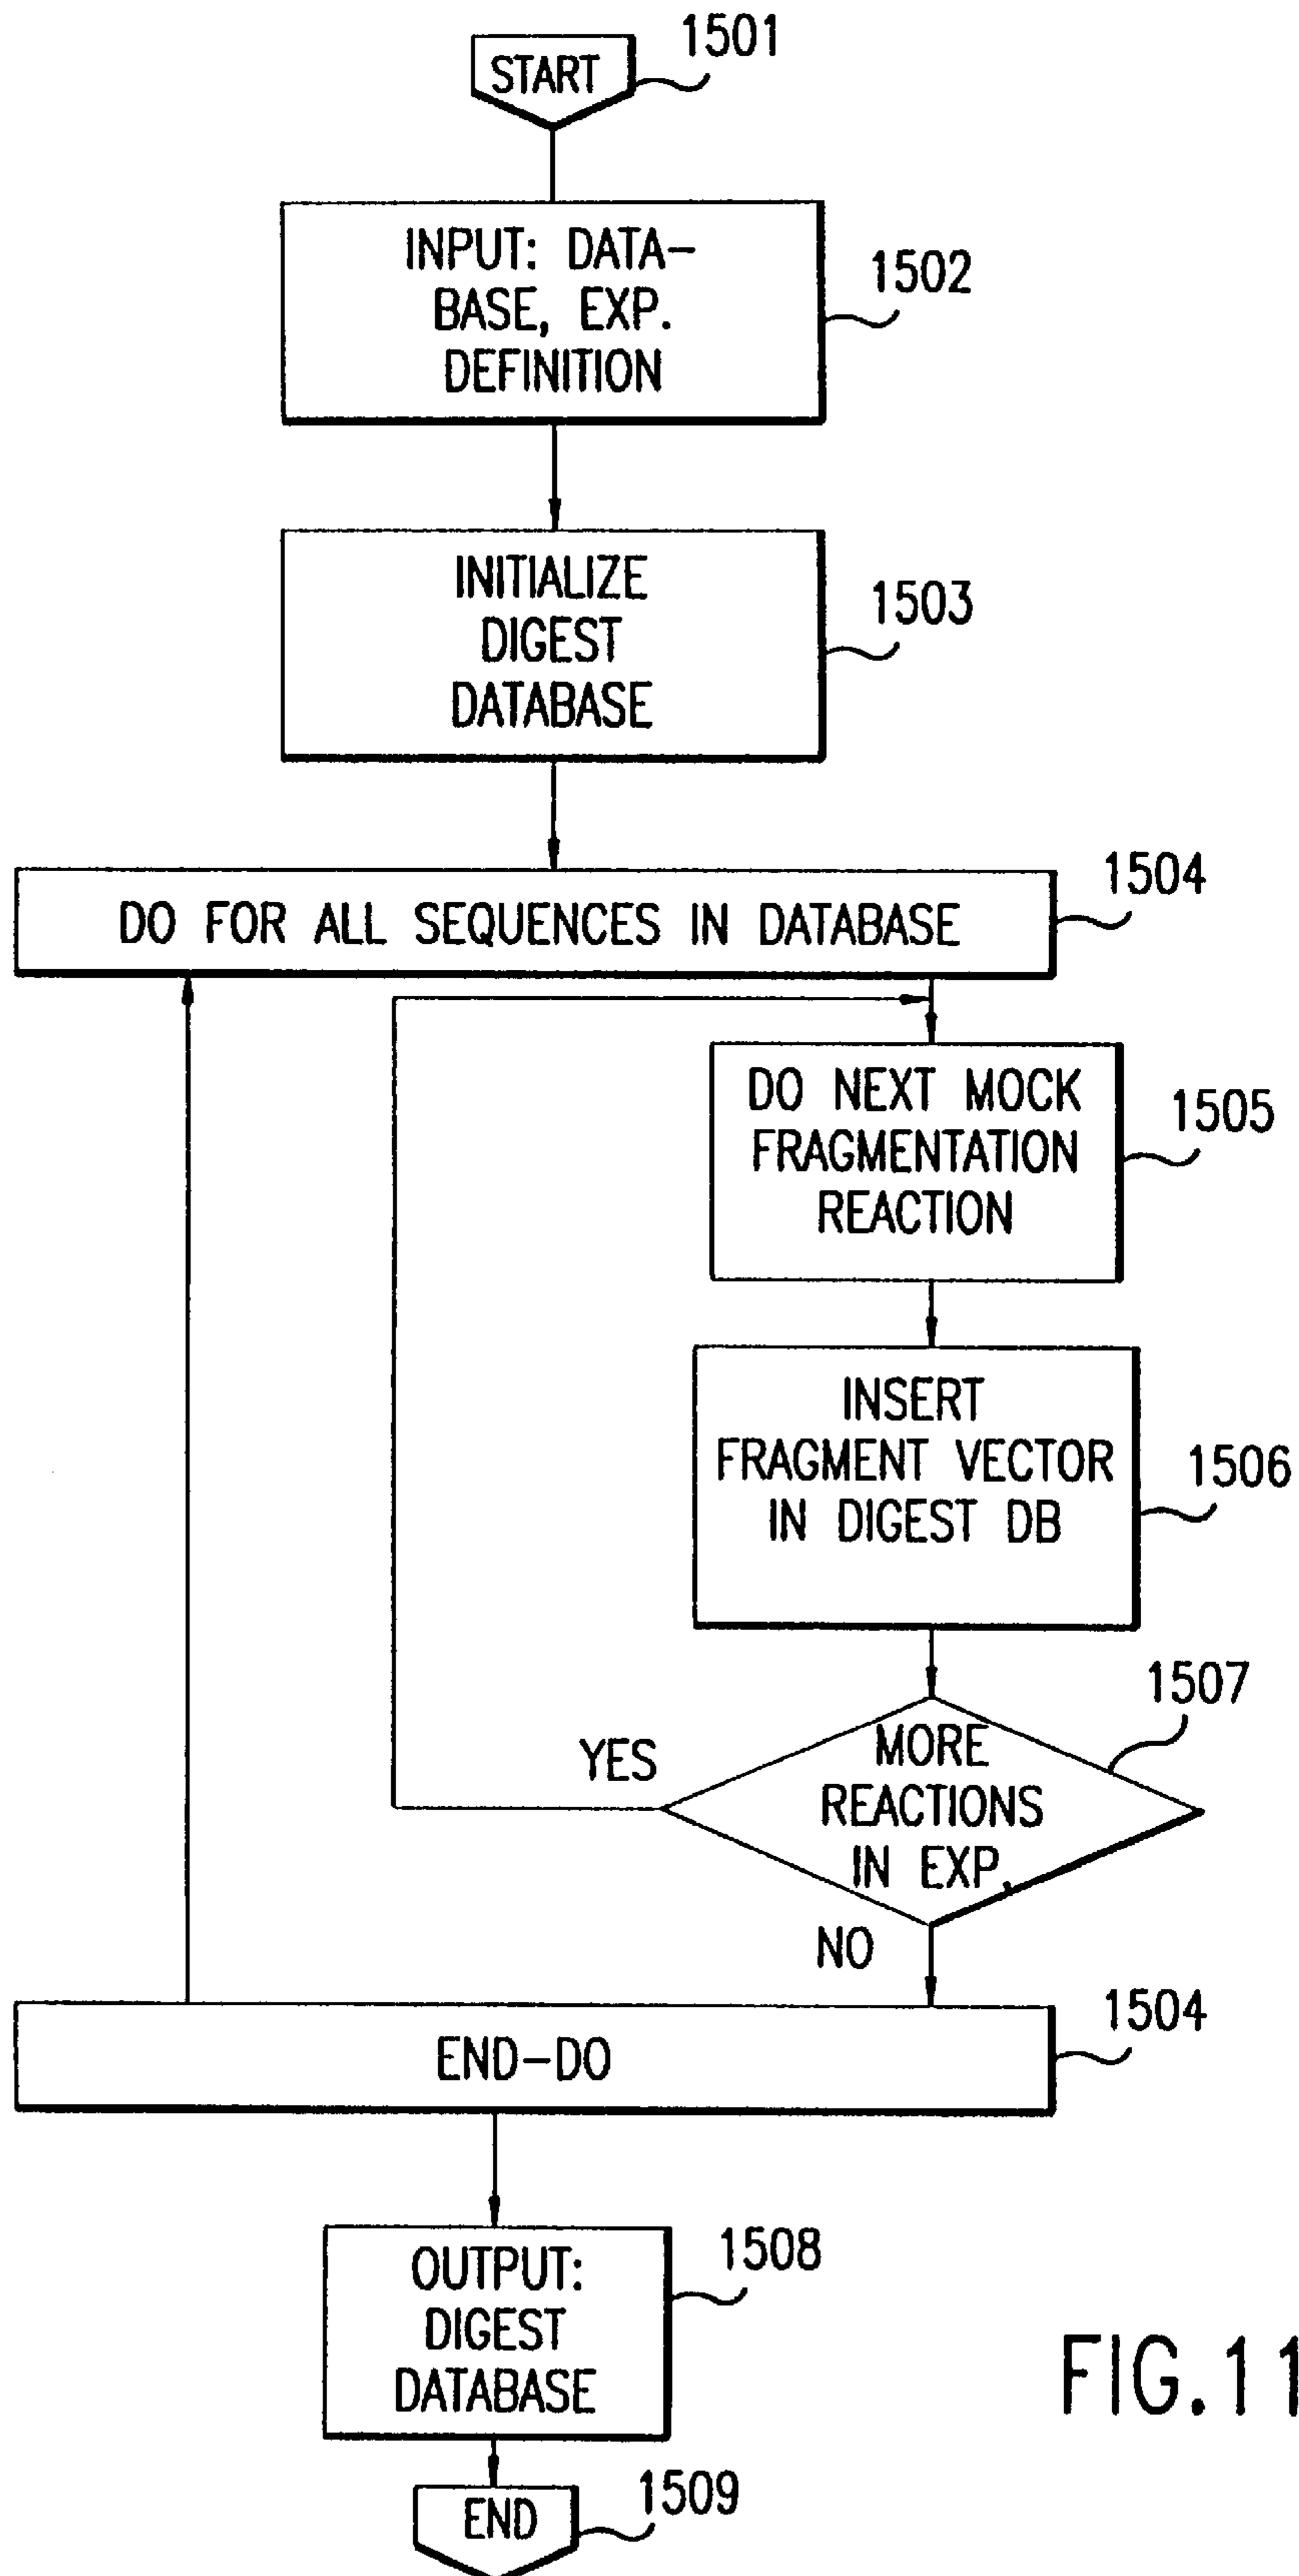 START
1501
INPUT: DATA-
BASE, EXP.
DEFINITION
1502
INITIALIZE
DIGEST
DATABASE
1503
DO FOR ALL SEQUENCES IN DATABASE
1504
DO NEXT MOCK
FRAGMENTATION
REACTION
1505
INSERT
FRAGMENT VECTOR
IN DIGEST DB
1506
MORE
REACTIONS
IN EXP.
1507
YES
NO
END-DO
1504
OUTPUT:
DIGEST
DATABASE
1508
END
1509
FIG.11